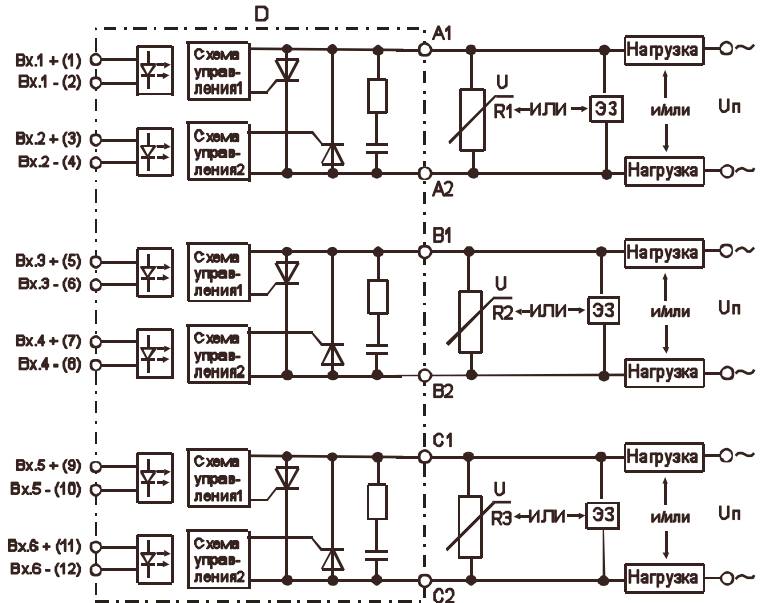 D
A1
Вх.1 + (1)
Вх.1 - (2)
Схема
управ-
ления1
U
R1
ИЛИ
ЭЗ
Нагрузка
и/или
Uп
Вх.2 + (3)
Вх.2 - (4)
Схема
управ-
ления2
Нагрузка
A2
B1
Вх.3 + (5)
Вх.3 - (6)
Схема
управ-
ления1
U
R2
ИЛИ
ЭЗ
Нагрузка
и/или
Uп
Вх.4 + (7)
Вх.4 - (6)
Схема
управ-
ления2
Нагрузка
B2
C1
Вх.5 + (9)
Вх.5 - (10)
Схема
управ-
ления1
U
R3
ИЛИ
ЭЗ
Нагрузка
и/или
Uп
Вх.6 + (11)
Вх.6 - (12)
Схема
управ-
ления2
Нагрузка
C2